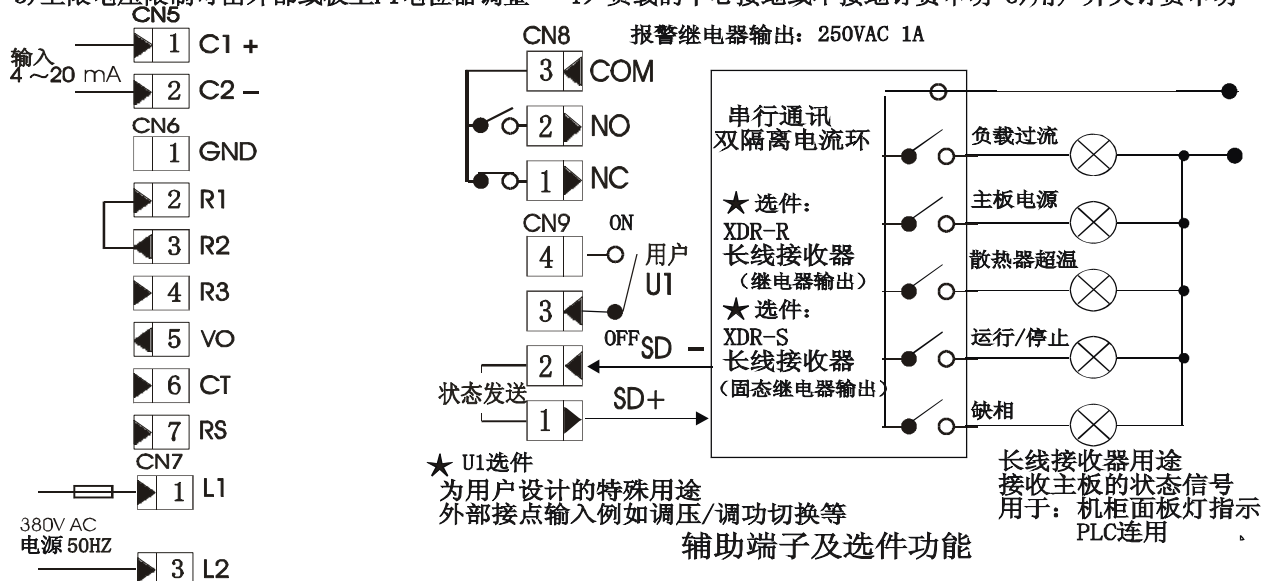 CN5
1 C1 +
输入
4 ～20 mA
2 C2 –
CN6
1 GND
2 R1
3 R2
4 R3
5 VO
6 CT
7 RS
CN7
1 L1
380V AC
电源 50HZ
3 L2
报警继电器输出：250VAC 1A
CN8
3 COM
2 NO
1 NC
CN9
ON
4
用户
U1
3
OFF
2
SD –
状态发送
1
SD+
★ U1选件
为用户设计的特殊用途
外部接点输入例如调压/调功切换等
串行通讯
双隔离电流环
★ 选件：
XDR-R
长线接收器
（继电器输出）
★ 选件：
XDR-S
长线接收器
（固态继电器输出）
负载过流
主板电源
散热器超温
运行/停止
缺相
长线接收器用途
接收主板的状态信号
用于：机柜面板灯指示
PLC连用
辅助端子及选件功能